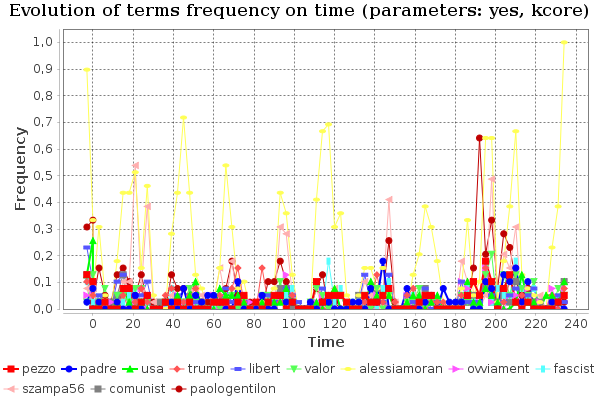 Evolution of terms frequency on time (parameters: yes, kcore)
Frequency
1,0
0,9
0,8
0,7
0,6
0,5
0,4
0,3
0,2
0,1
0,0
0 20 40 60 80 100 120 140 160 180 200 220 240
Time
pezzo padre usa trump libert valor alessiamoran ovviament fascist
szampa56 comunist paologentilon